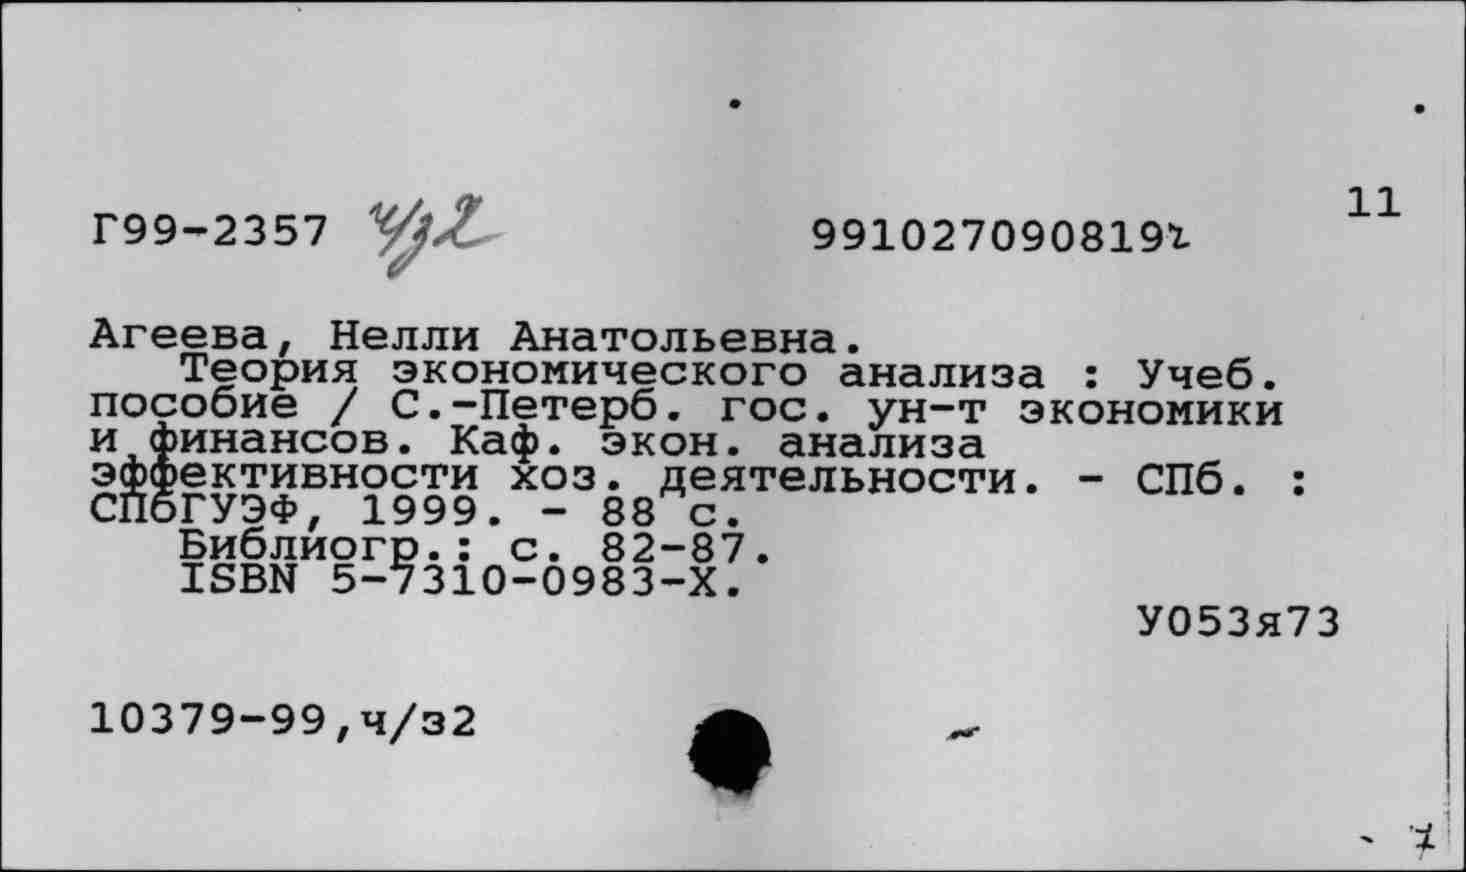 11
Г99-2357 ч/з2 9910270908192
Агеева, Нелли Анатольевна.
Теория экономического анализа : Учеб.
пособие / С.-Петерб. гос. ун-т экономики
и финансов. Каф. экон. анализа
эффективности хоз. деятельности. - СПб. :
СПбГУЭФ, 1999. - 88 с.
Библиогр.: с. 82-87.
ISBN 5-7310-0983-X.
У053я73
10379-99,ч/з2